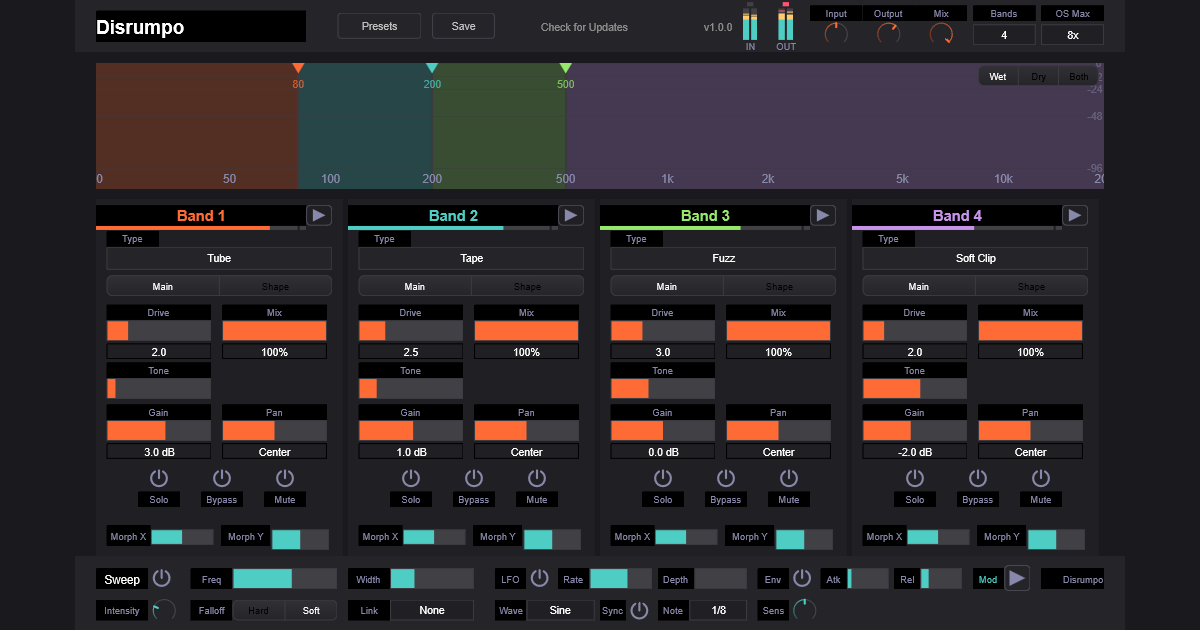 Disrumpo Presets Save Check for Updates v1.0.0 IN OUT Input Output Mix Bands 4 OS Max 8x
80 200 500 Wet Dry Both
0
-24
-48
-96
0 50 100 200 500 1k 2k 5k 10k
Band 1 Band 2 Band 3 Band 4
Type Type Type Type
Tube Tape Fuzz Soft Clip
Main Shape Main Shape Main Shape Main Shape
Drive Mix Drive Mix Drive Mix Drive Mix
2.0 100% 2.5 100% 3.0 100% 2.0 100%
Tone Tone Tone Tone
Gain Pan Gain Pan Gain Pan Gain Pan
3.0 dB Center 1.0 dB Center 0.0 dB Center -2.0 dB Center
Solo Bypass Mute Solo Bypass Mute Solo Bypass Mute Solo Bypass Mute
Morph X Morph Y Morph X Morph Y Morph X Morph Y Morph X Morph Y
Sweep Freq Width LFO Rate Depth Env Atk Rel Mod Disrumpo
Intensity Falloff Hard Soft Link None Wave Sine Sync Note 1/8 Sens